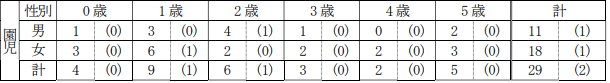 園児 性別 0歳 1歳 2歳 3歳 4歳 5歳 計
男 1 (0) 3 (0) 4 (1) 1 (0) 0 (0) 2 (0) 11 (1)
女 3 (0) 6 (1) 2 (0) 2 (0) 2 (0) 3 (0) 18 (1)
計 4 (0) 9 (1) 6 (1) 3 (0) 2 (0) 5 (0) 29 (2)